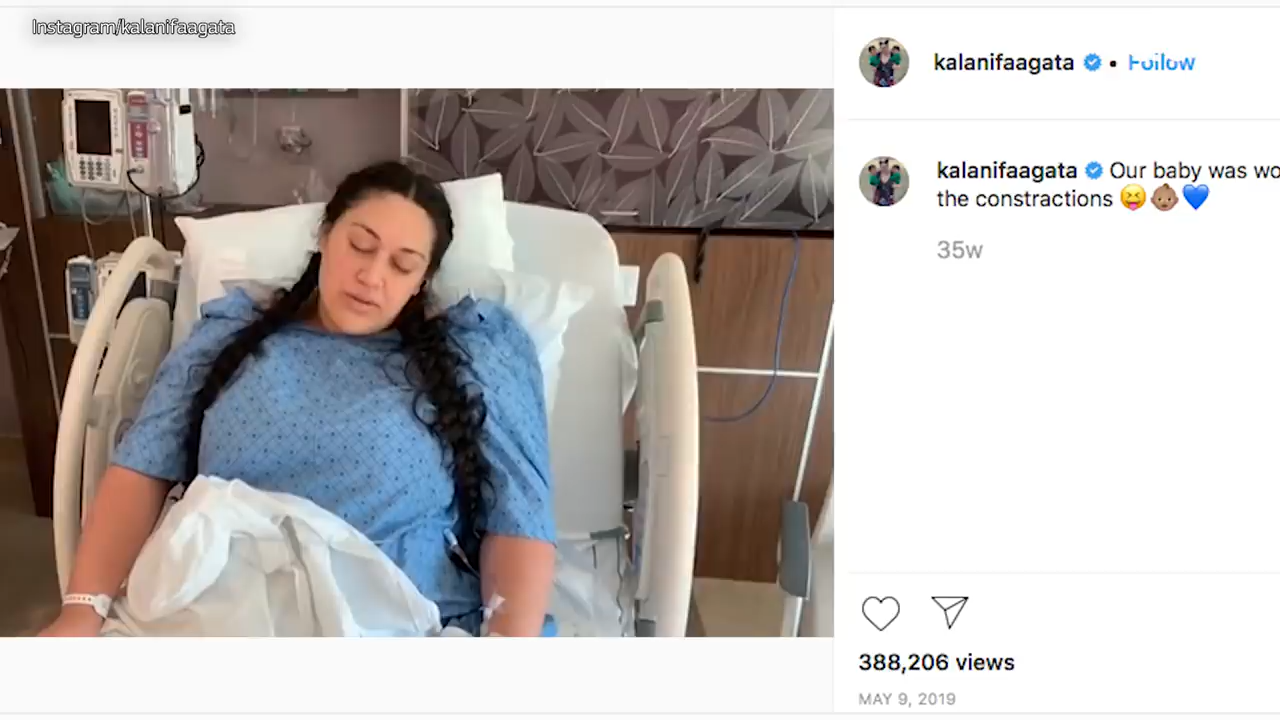 Instagram/kalanifaagata
kalanifaagata • Follow
kalanifaagata Our baby was wo
the constractions 😝👶🏽💙
35w
388,206 views
MAY 9, 2019